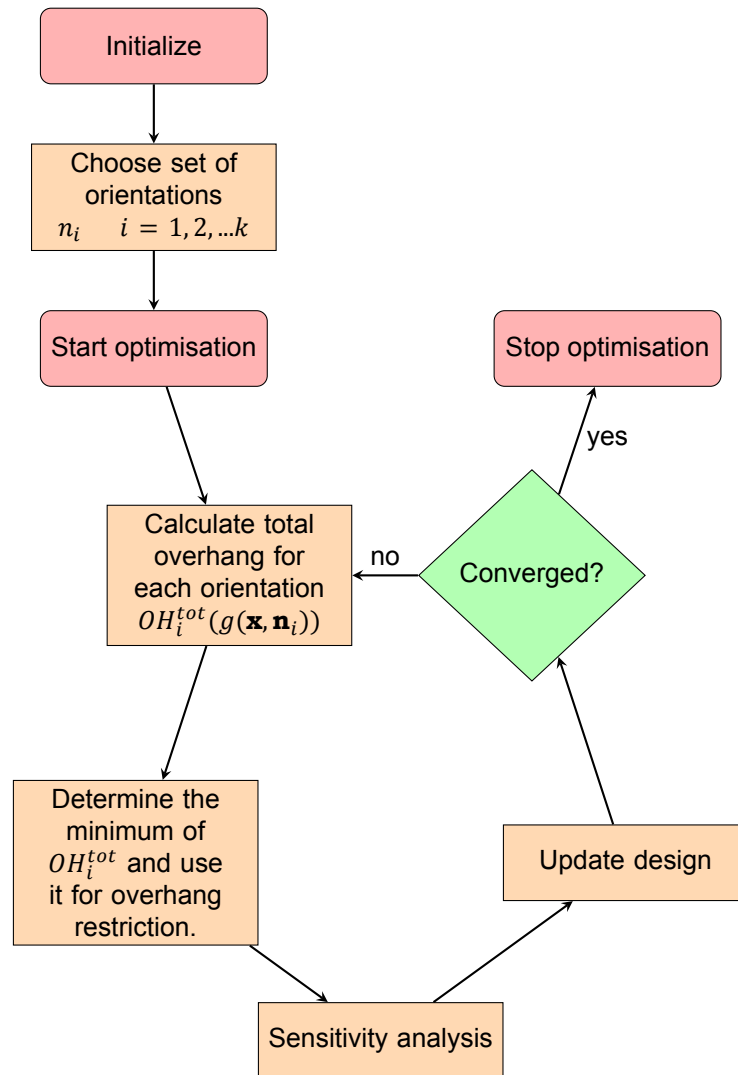 Initialize
Choose set of
orientations
n_i   i = 1, 2, ...k
Start optimisation
Stop optimisation
yes
Calculate total
overhang for
each orientation
OH_i^{tot}(g(𝐱, 𝐧_i))
no
Converged?
Determine the
minimum of
OH_i^{tot} and use
it for overhang
restriction.
Update design
Sensitivity analysis